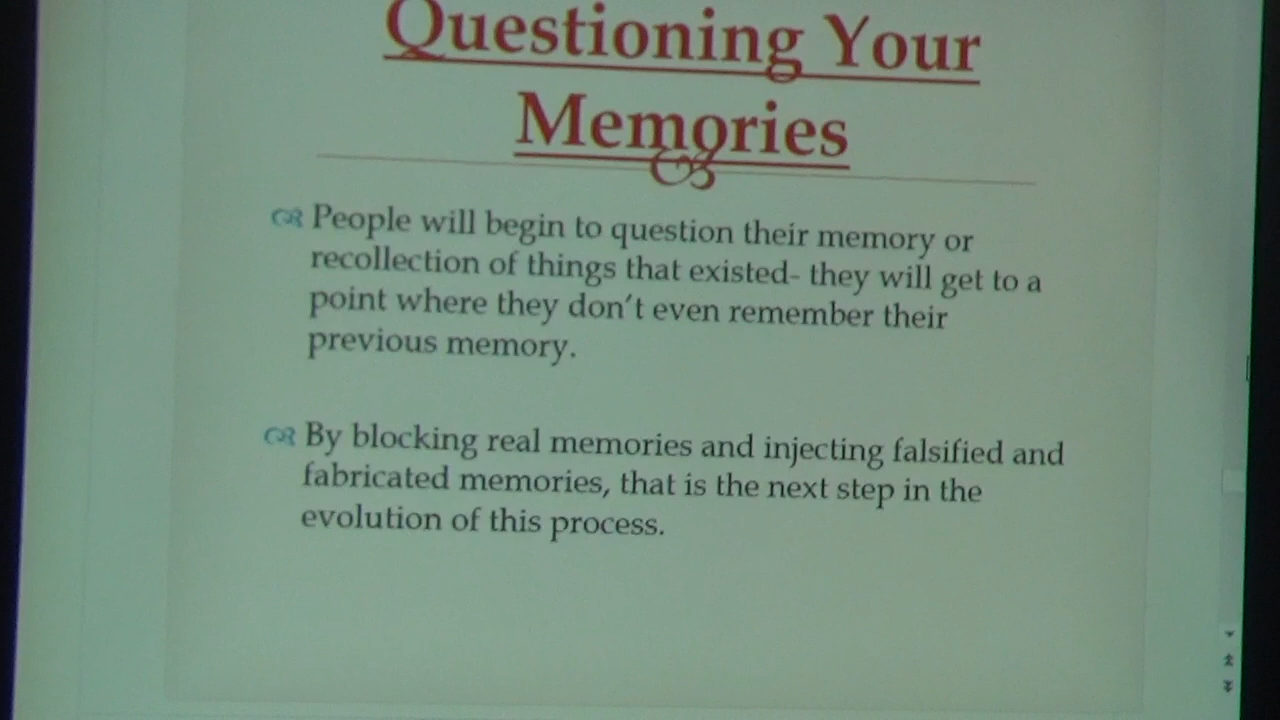 Questioning Your
Memories
People will begin to question their memory or
recollection of things that existed- they will get to a
point where they don't even remember their
previous memory.
By blocking real memories and injecting falsified and
fabricated memories, that is the next step in the
evolution of this process.